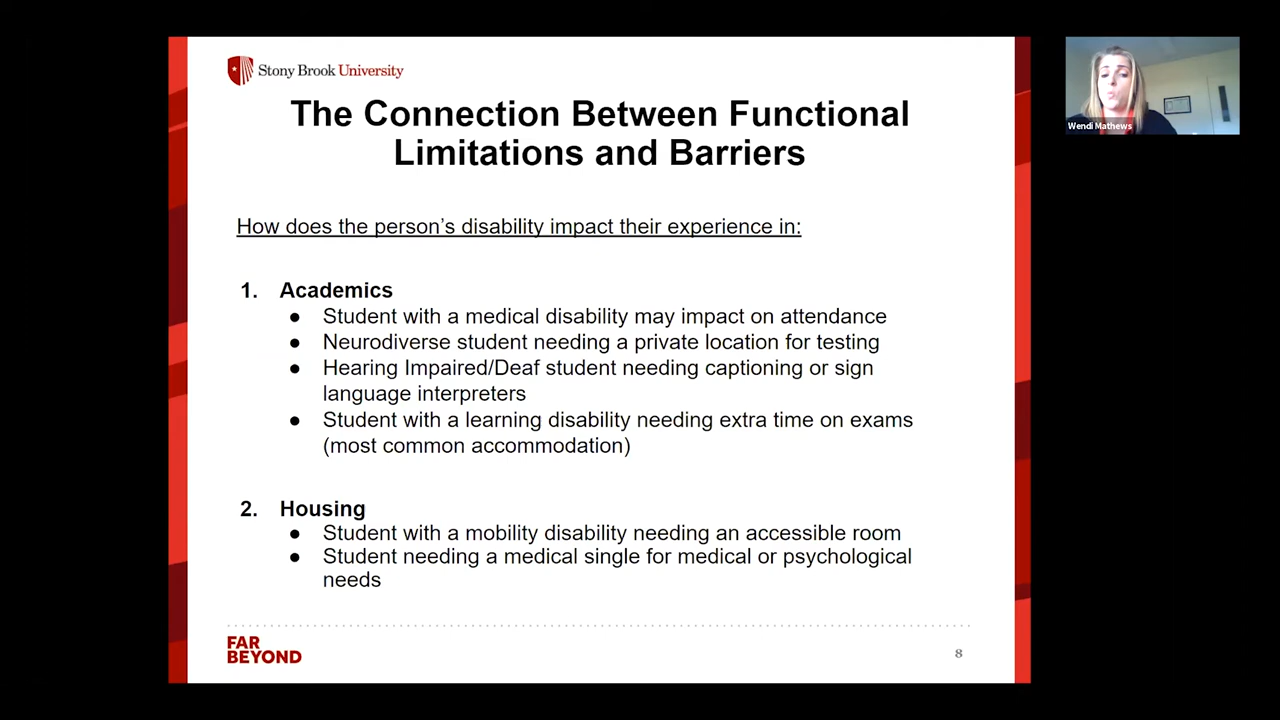 Stony Brook University
The Connection Between Functional
Limitations and Barriers
How does the person's disability impact their experience in:
1. Academics
● Student with a medical disability may impact on attendance
● Neurodiverse student needing a private location for testing
● Hearing Impaired/Deaf student needing captioning or sign
language interpreters
● Student with a learning disability needing extra time on exams
(most common accommodation)
2. Housing
● Student with a mobility disability needing an accessible room
● Student needing a medical single for medical or psychological
needs
FAR
BEYOND
8
Wendi Mathews